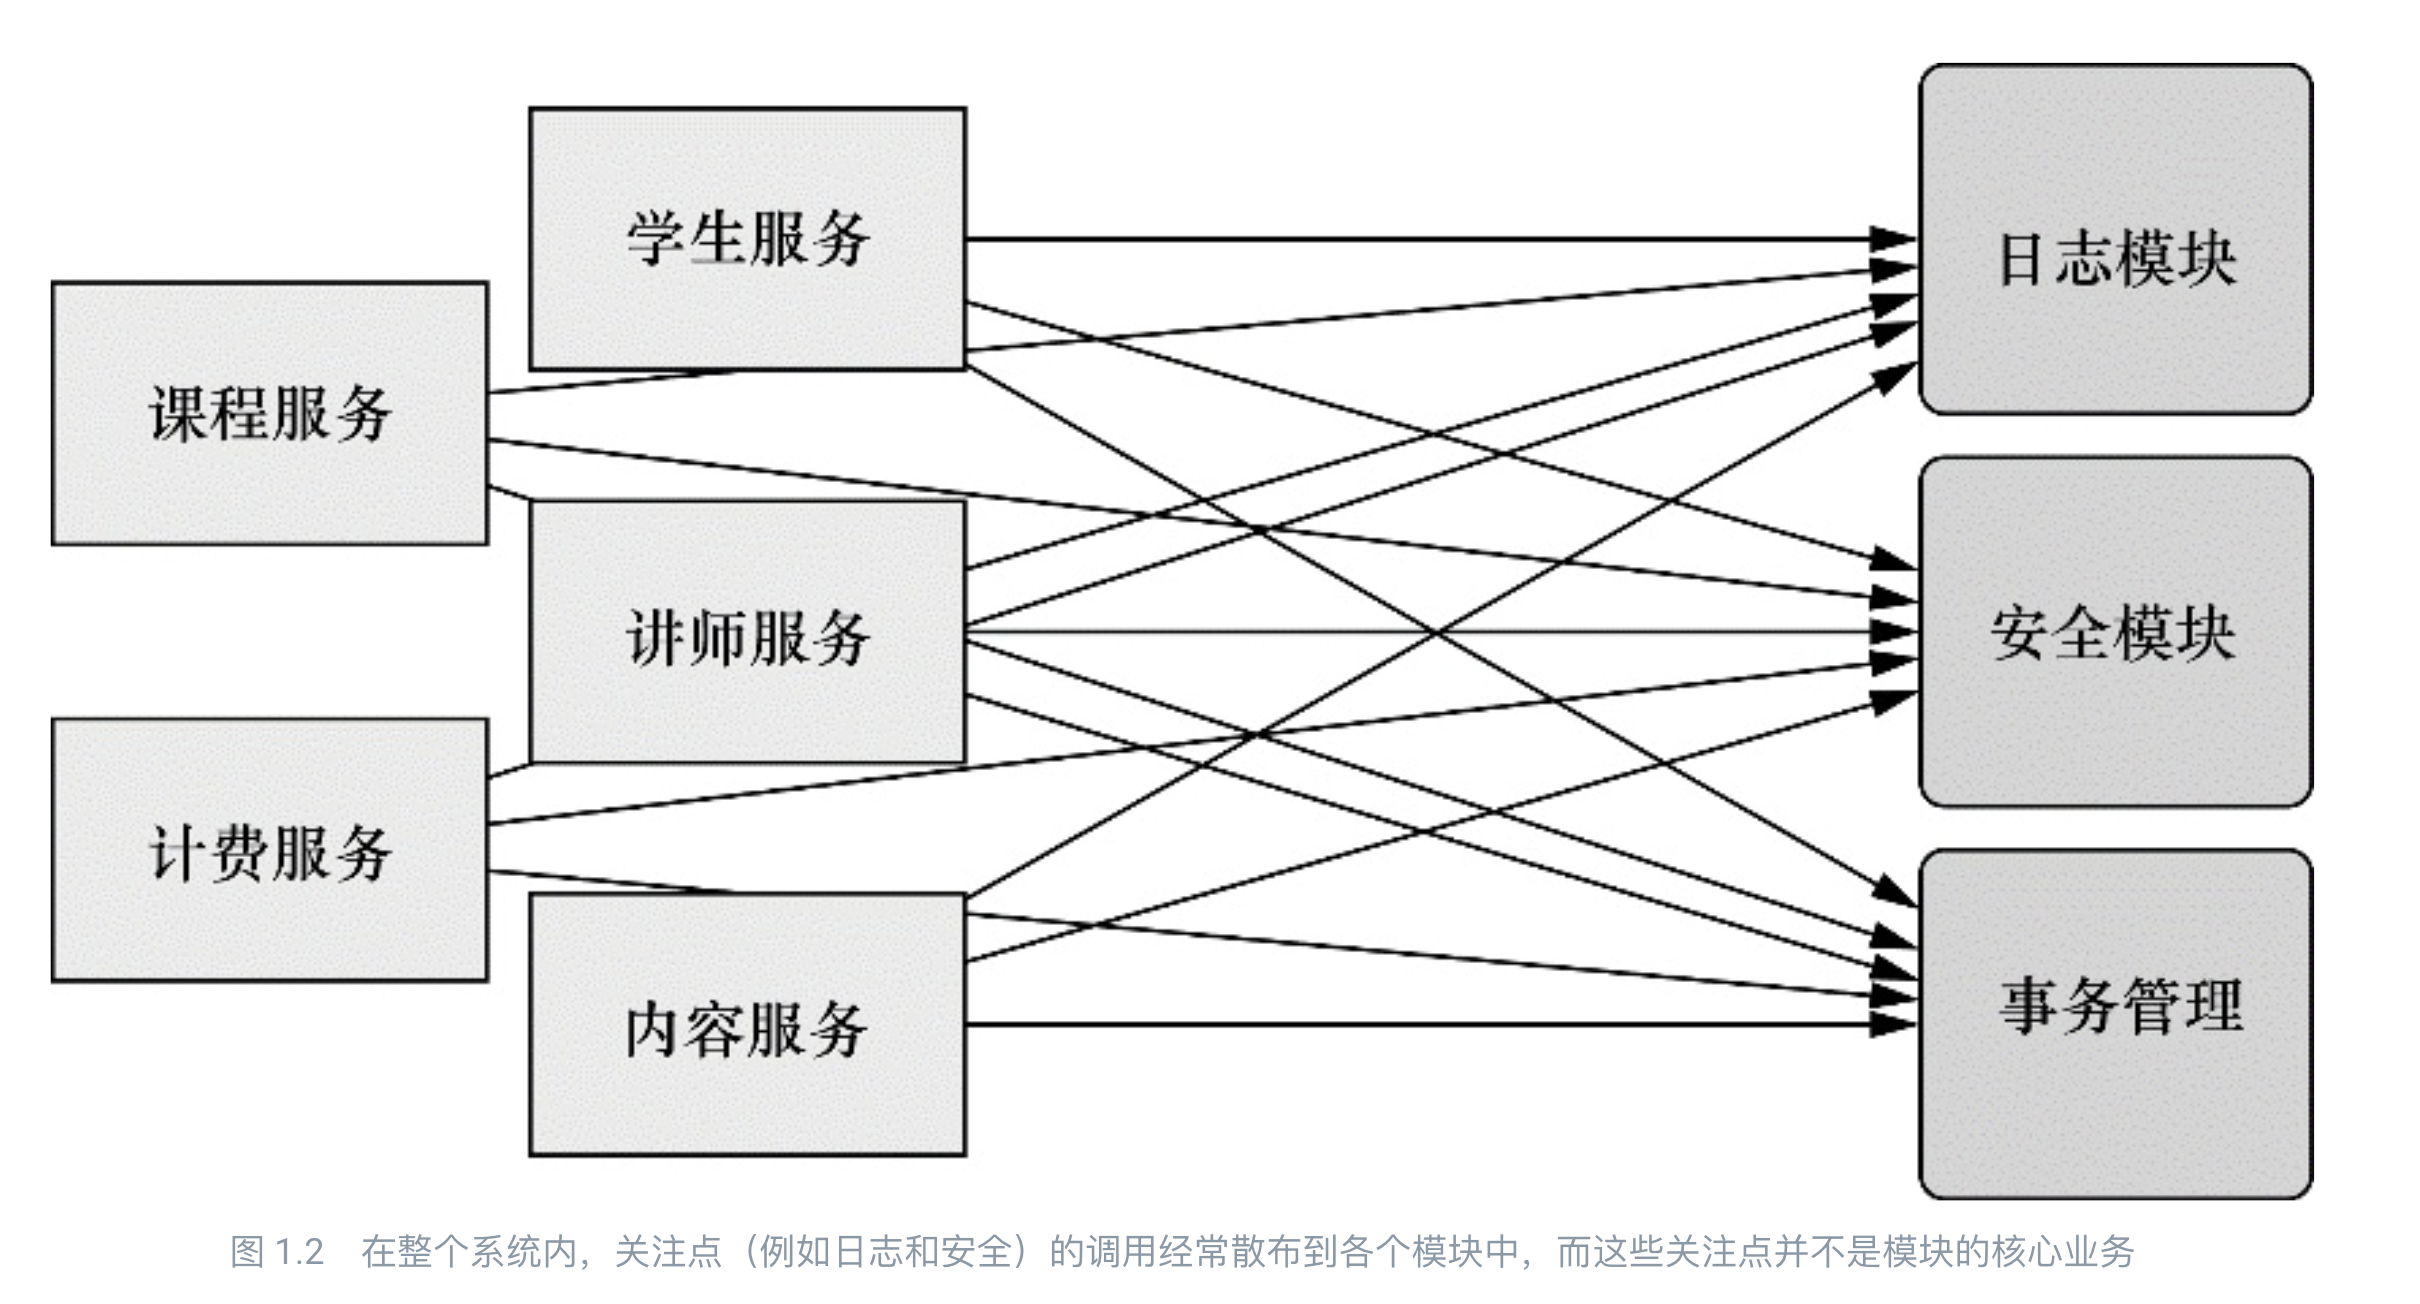 学生服务
日志模块
课程服务
讲师服务
安全模块
计费服务
内容服务
事务管理
图 1.2　在整个系统内，关注点（例如日志和安全）的调用经常散布到各个模块中，而这些关注点并不是模块的核心业务